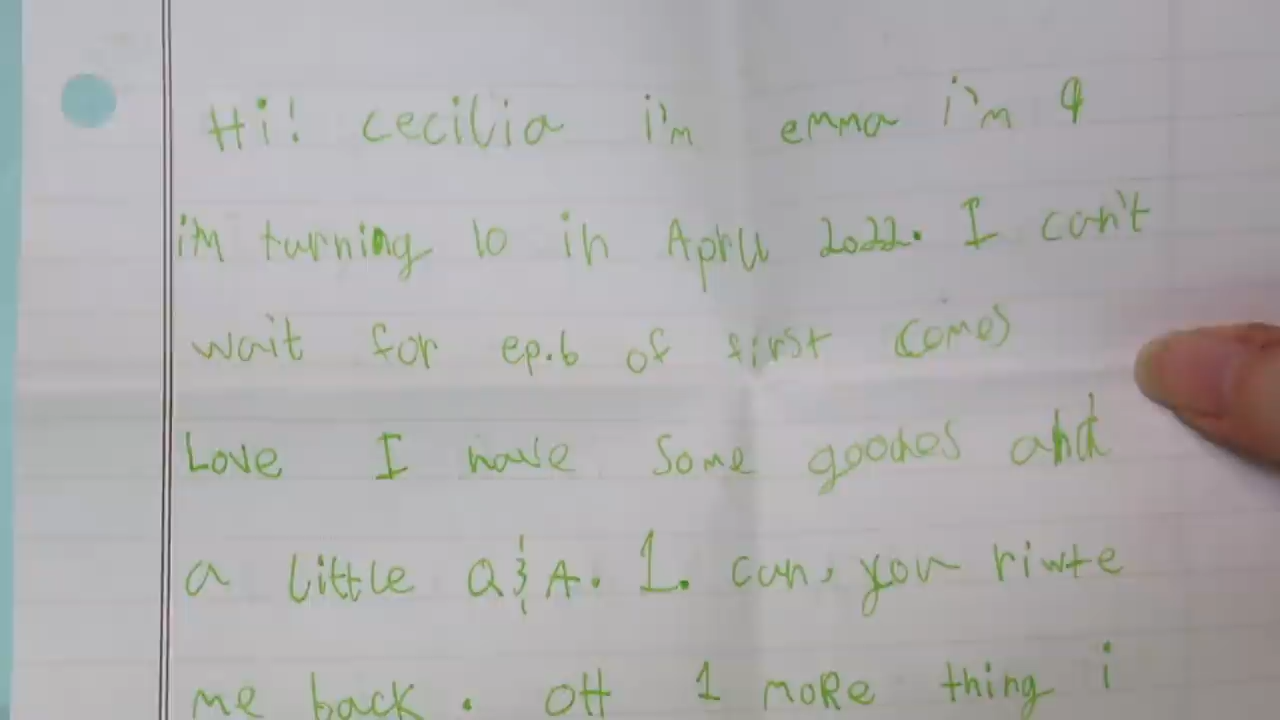 Hi! cecilia i'm emma i'm 9
i'm turning 10 in April 2022. I can't
wait for ep.6 of first comes
Love I have some goodes and
a little Q&A. 1. can, you riwte
me back. OH 1 moRe thing i